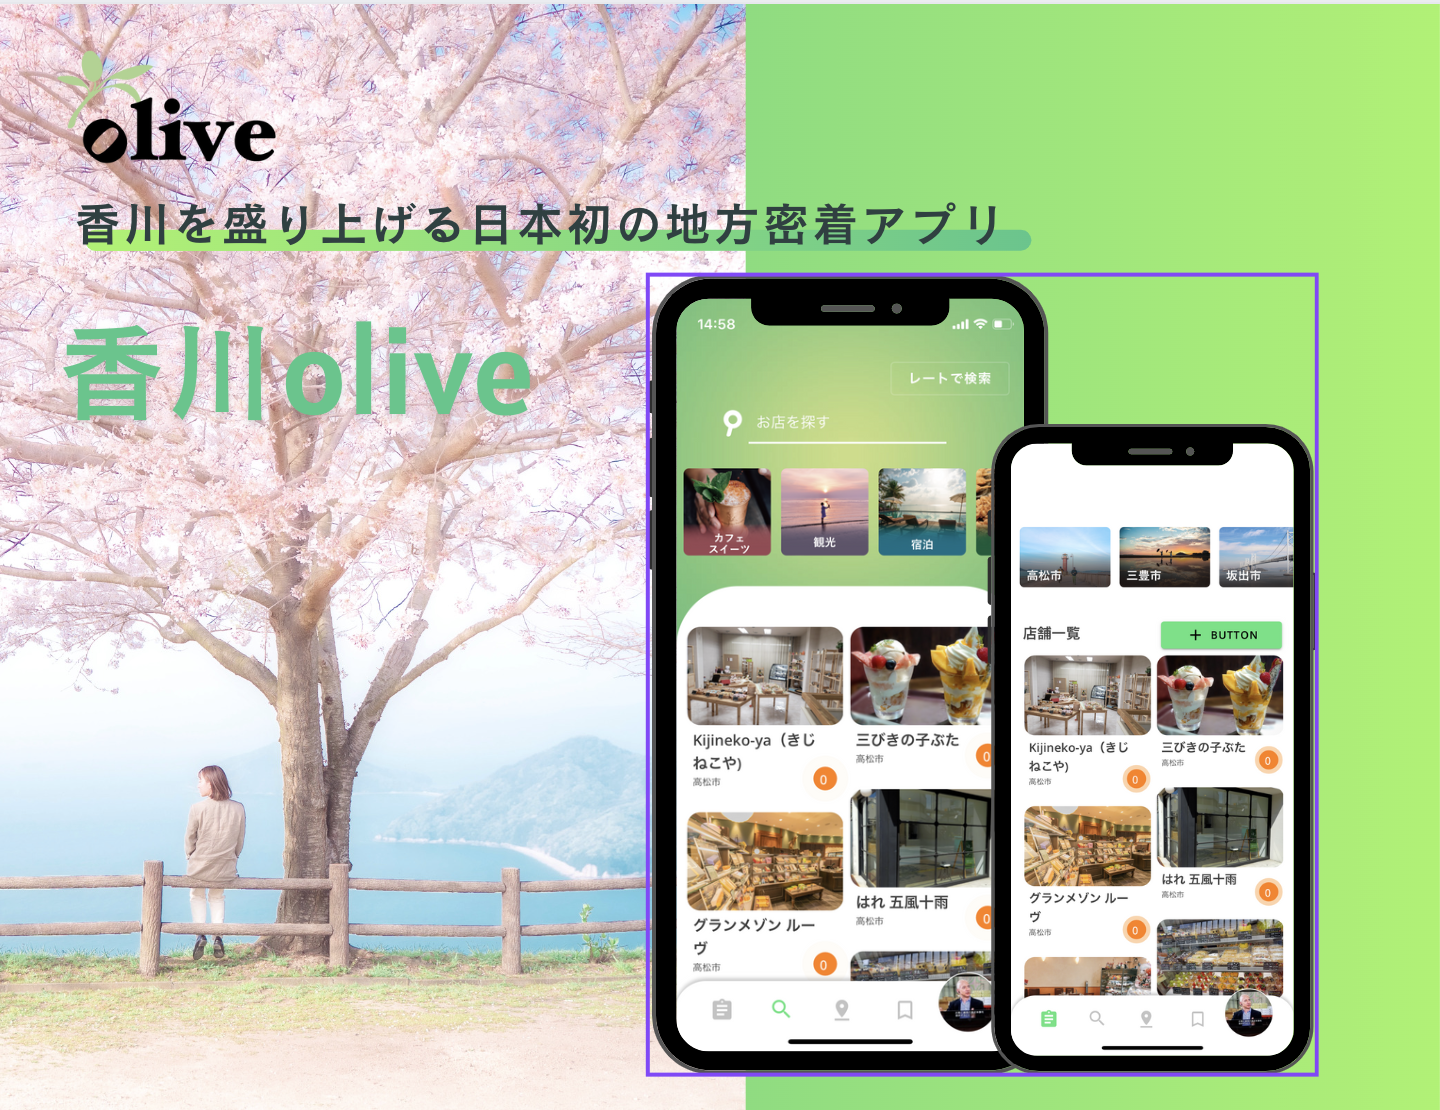 olive
香川を盛り上げる日本初の地方密着アプリ
香川olive
14:58
レートで検索
お店を探す
カフェ
スイーツ
観光
宿泊
Kijineko-ya（きじ
ねこや)
高松市
0
三びきの子ぶた
高松市
0
グランメゾン ルー
ヴ
高松市
0
はれ 五風十雨
高松市
0
高松市
三豊市
坂出市
店舗一覧
+ BUTTON
Kijineko-ya（きじ
ねこや)
高松市
0
三びきの子ぶた
高松市
0
グランメゾン ルー
ヴ
高松市
0
はれ 五風十雨
高松市
0